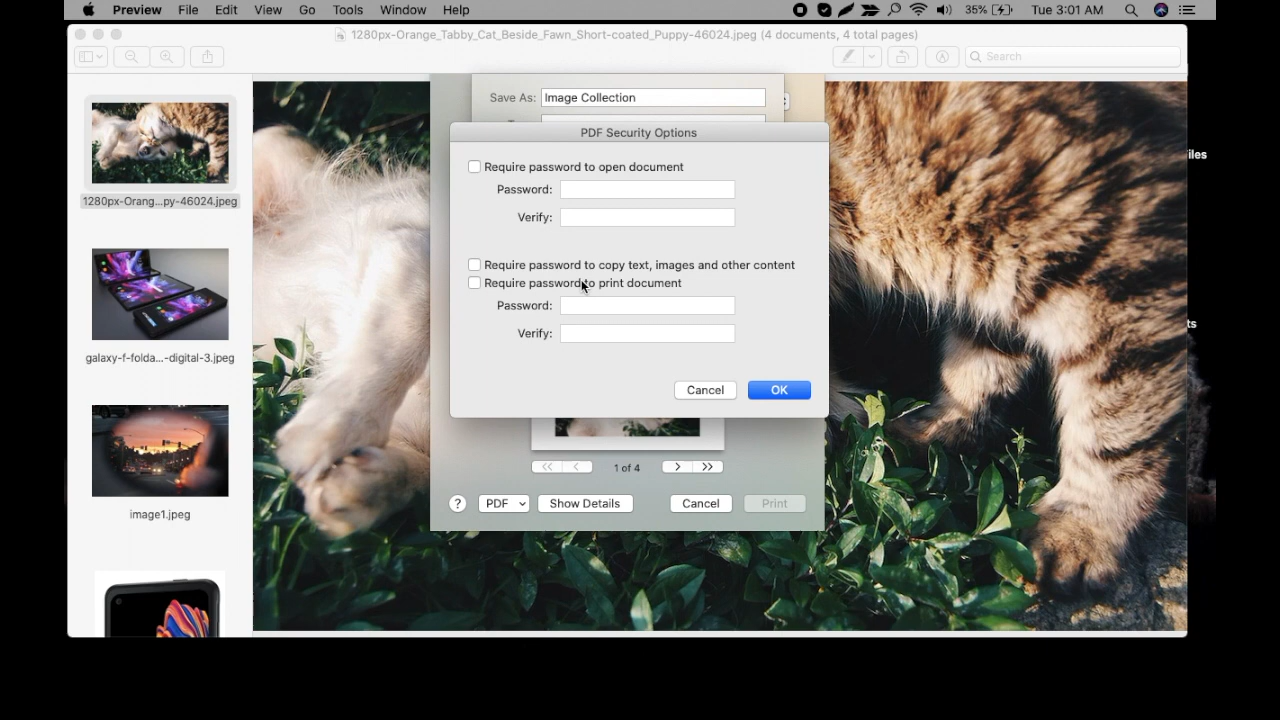 Preview File Edit View Go Tools Window Help 35% Tue 3:01 AM
1280px-Orange_Tabby_Cat_Beside_Fawn_Short-coated_Puppy-46024.jpeg (4 documents, 4 total pages)
Search
1280px-Orang...py-46024.jpeg
galaxy-f-folda...-digital-3.jpeg
image1.jpeg
Save As: Image Collection
PDF Security Options
Require password to open document
Password:
Verify:
Require password to copy text, images and other content
Require password to print document
Password:
Verify:
Cancel OK
1 of 4
? PDF Show Details Cancel Print
iles
ts